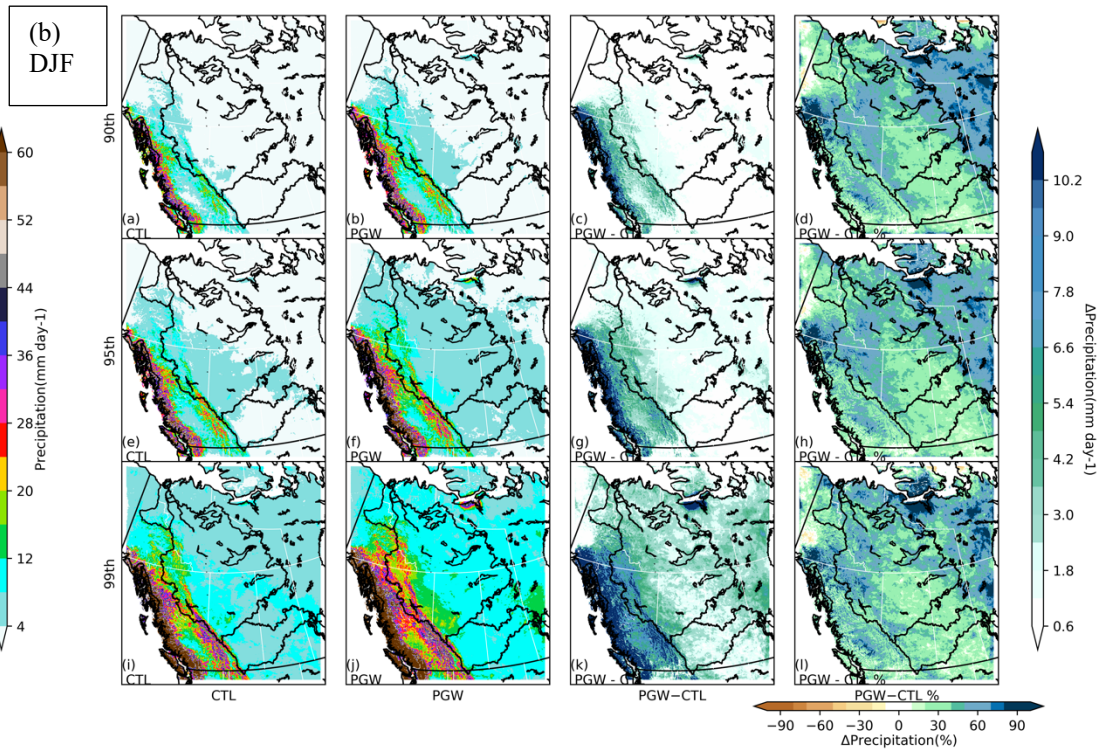 (b)
DJF
90th
(a)
CTL
(b)
PGW
(c)
PGW - CTL
(d)
PGW - CTL %
95th
(e)
CTL
(f)
PGW
(g)
PGW - CTL
(h)
PGW - CTL %
99th
(i)
CTL
(j)
PGW
(k)
PGW - CTL
(l)
PGW - CTL %
CTL
PGW
PGW−CTL
PGW−CTL %
60
52
44
36
28
20
12
4
Precipitation(mm day-1)
10.2
9.0
7.8
6.6
5.4
4.2
3.0
1.8
0.6
ΔPrecipitation(mm day-1)
−90 −60 −30 0 30 60 90
ΔPrecipitation(%)